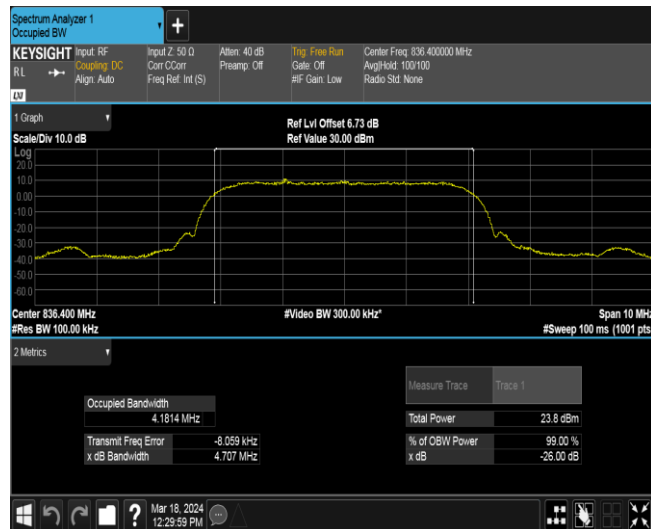 Spectrum Analyzer 1
Occupied BW
+
KEYSIGHT Input: RF Input Z: 50 Ω Atten: 40 dB Trig: Free Run Center Freq: 836.400000 MHz
RL Coupling: DC Corr CCorr Preamp: Off Gate: Off Avg|Hold: 100/100
Align: Auto Freq Ref: Int (S) #IF Gain: Low Radio Std: None
LXI
1 Graph Ref Lvl Offset 6.73 dB
Scale/Div 10.0 dB Ref Value 30.00 dBm
Log
20.0
10.0
0.00
-10.0
-20.0
-30.0
-40.0
-50.0
-60.0
Center 836.400 MHz #Video BW 300.00 kHz* Span 10 MHz
#Res BW 100.00 kHz #Sweep 100 ms (1001 pts)
2 Metrics
Measure Trace Trace 1
Occupied Bandwidth
4.1814 MHz Total Power 23.8 dBm
Transmit Freq Error -8.059 kHz % of OBW Power 99.00 %
x dB Bandwidth 4.707 MHz x dB -26.00 dB
? Mar 18, 2024
12:29:59 PM